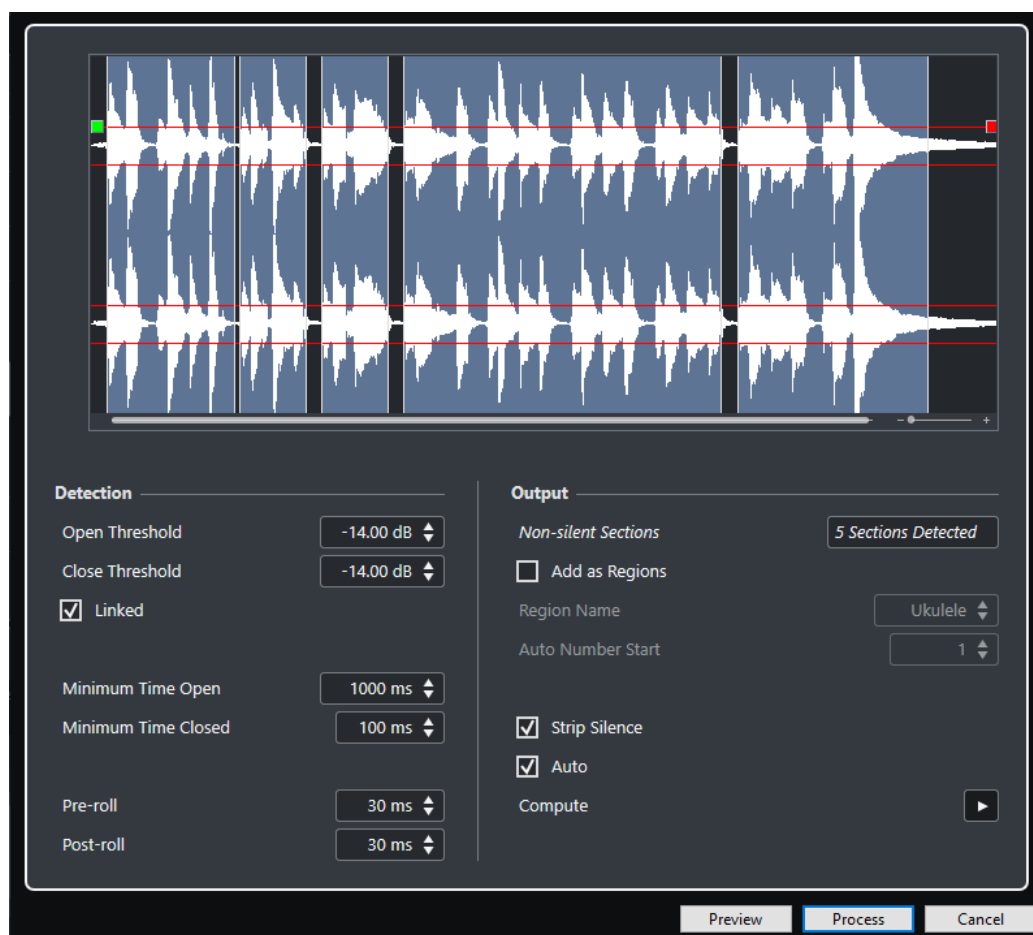 - +
Detection
Open Threshold -14.00 dB
Close Threshold -14.00 dB
Linked
Minimum Time Open 1000 ms
Minimum Time Closed 100 ms
Pre-roll 30 ms
Post-roll 30 ms
Output
Non-silent Sections 5 Sections Detected
Add as Regions
Region Name Ukulele
Auto Number Start 1
Strip Silence
Auto
Compute
Preview Process Cancel